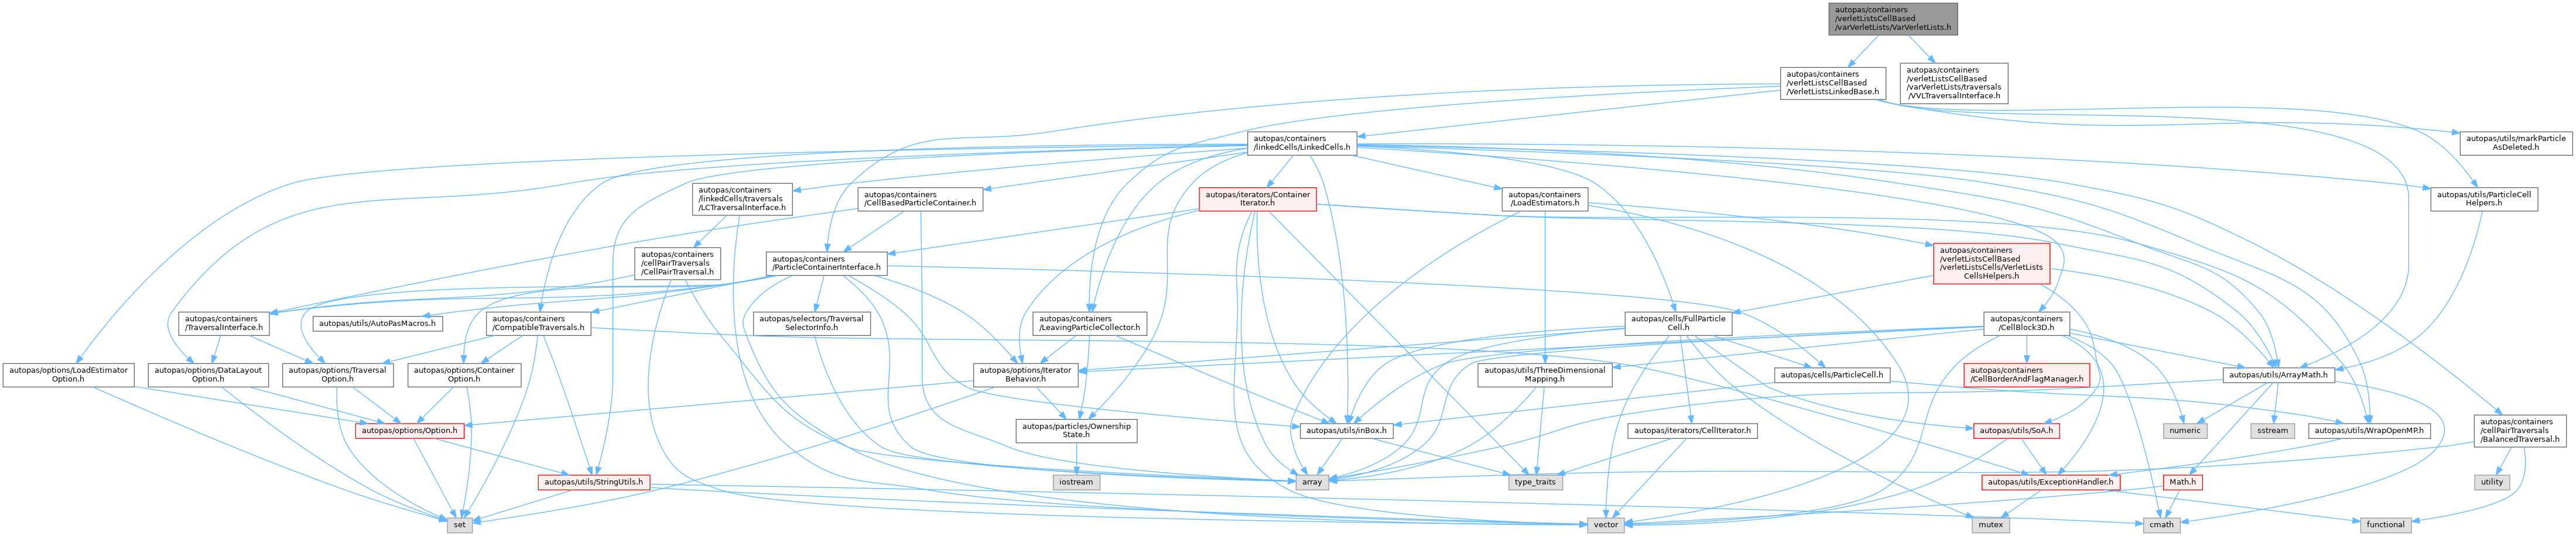 autopas/containers
/verletListsCellBased
/varVerletLists/VarVerletLists.h
autopas/containers
/verletListsCellBased
/VerletListsLinkedBase.h
autopas/containers
/verletListsCellBased
/varVerletLists/traversals
/VVLTraversalInterface.h
autopas/containers
/linkedCells/LinkedCells.h
autopas/utils/markParticle
AsDeleted.h
autopas/containers
/linkedCells/traversals
/LCTraversalInterface.h
autopas/containers
/CellBasedParticleContainer.h
autopas/iterators/Container
Iterator.h
autopas/containers
/LoadEstimators.h
autopas/utils/ParticleCell
Helpers.h
autopas/containers
/cellPairTraversals
/CellPairTraversal.h
autopas/containers
/ParticleContainerInterface.h
autopas/containers
/verletListsCellBased
/verletListsCells/VerletLists
CellsHelpers.h
autopas/containers
/TraversalInterface.h
autopas/utils/AutoPasMacros.h
autopas/containers
/CompatibleTraversals.h
autopas/selectors/Traversal
SelectorInfo.h
autopas/containers
/LeavingParticleCollector.h
autopas/cells/FullParticle
Cell.h
autopas/containers
/CellBlock3D.h
autopas/options/LoadEstimator
Option.h
autopas/options/DataLayout
Option.h
autopas/options/Traversal
Option.h
autopas/options/Container
Option.h
autopas/options/Iterator
Behavior.h
autopas/utils/ThreeDimensional
Mapping.h
autopas/cells/ParticleCell.h
autopas/containers
/CellBorderAndFlagManager.h
autopas/utils/ArrayMath.h
autopas/options/Option.h
autopas/particles/Ownership
State.h
autopas/utils/inBox.h
autopas/iterators/CellIterator.h
autopas/utils/SoA.h
numeric
sstream
autopas/utils/WrapOpenMP.h
autopas/containers
/cellPairTraversals
/BalancedTraversal.h
autopas/utils/StringUtils.h
iostream
array
type_traits
autopas/utils/ExceptionHandler.h
Math.h
utility
set
vector
mutex
cmath
functional